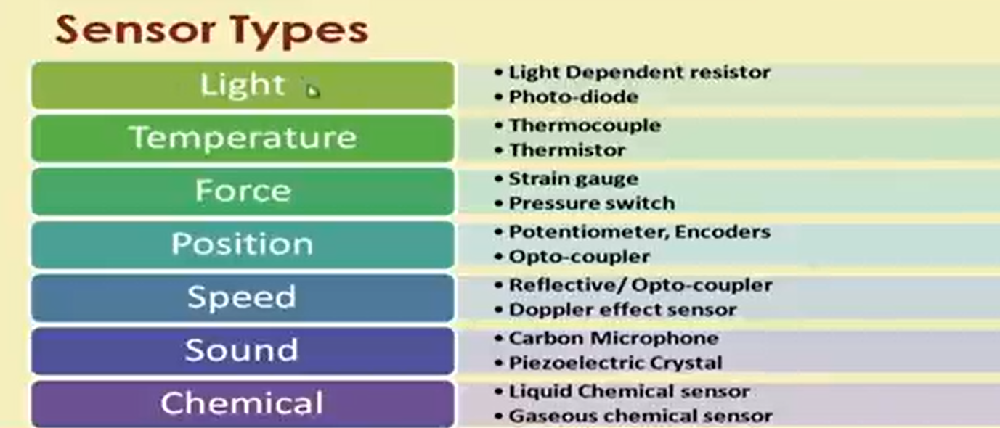 Sensor Types
Light
• Light Dependent resistor
• Photo-diode
Temperature
• Thermocouple
• Thermistor
Force
• Strain gauge
• Pressure switch
Position
• Potentiometer, Encoders
• Opto-coupler
Speed
• Reflective/ Opto-coupler
• Doppler effect sensor
Sound
• Carbon Microphone
• Piezoelectric Crystal
Chemical
• Liquid Chemical sensor
• Gaseous chemical sensor